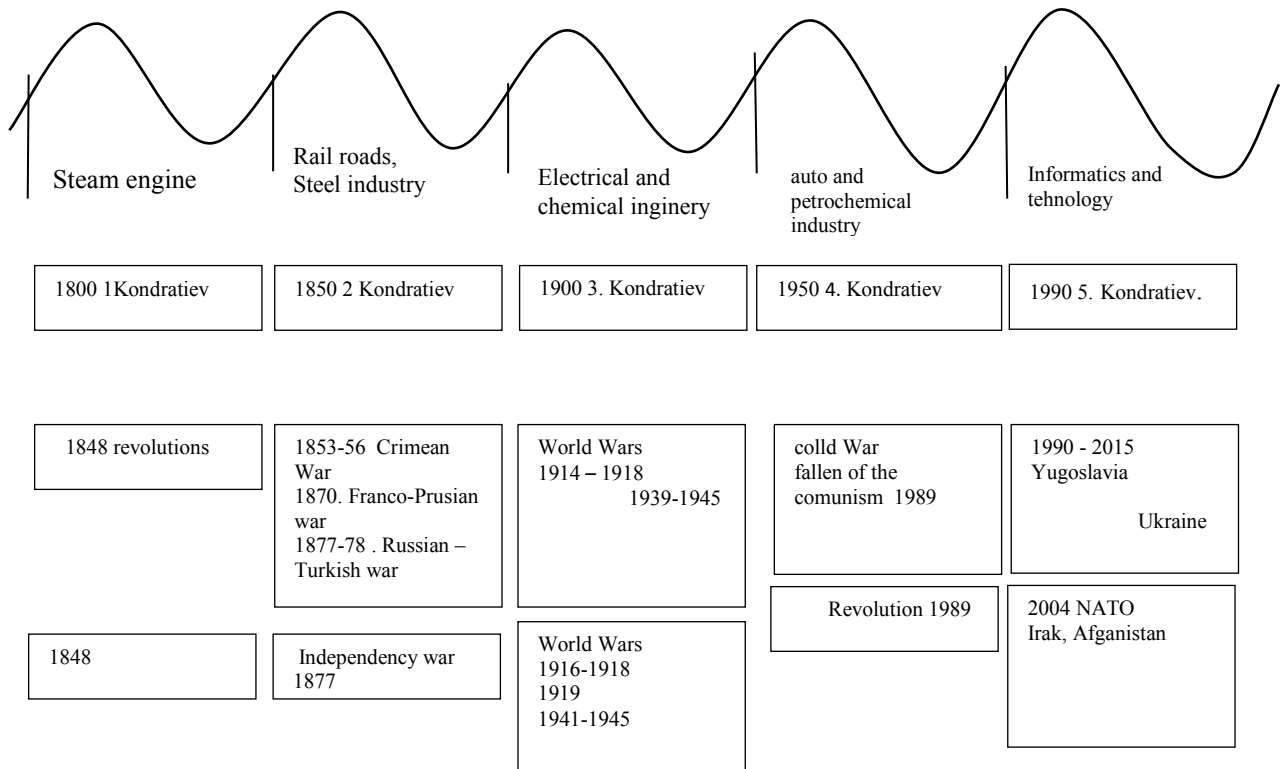 Steam engine
Rail roads,
Steel industry
Electrical and
chemical inginery
auto and
petrochemical
industry
Informatics and
tehnology
1800 1Kondratiev
1850 2 Kondratiev
1900 3. Kondratiev
1950 4. Kondratiev
1990 5. Kondratiev.
1848 revolutions
1853-56 Crimean
War
1870. Franco-Prusian
war
1877-78 . Russian –
Turkish war
World Wars
1914 – 1918
1939-1945
colld War
fallen of the
comunism 1989
1990 - 2015
Yugoslavia
Ukraine
1848
Independency war
1877
World Wars
1916-1918
1919
1941-1945
Revolution 1989
2004 NATO
Irak, Afganistan